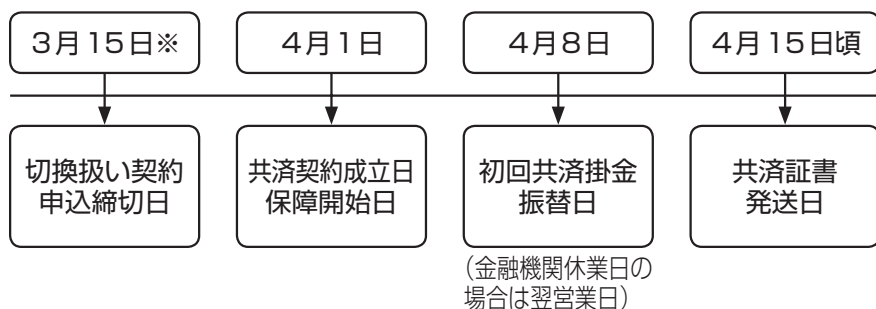 3月15日※
4月1日
4月8日
4月15日頃
切換扱い契約
申込締切日
共済契約成立日
保障開始日
初回共済掛金
振替日
共済証書
発送日
（金融機関休業日の
場合は翌営業日）